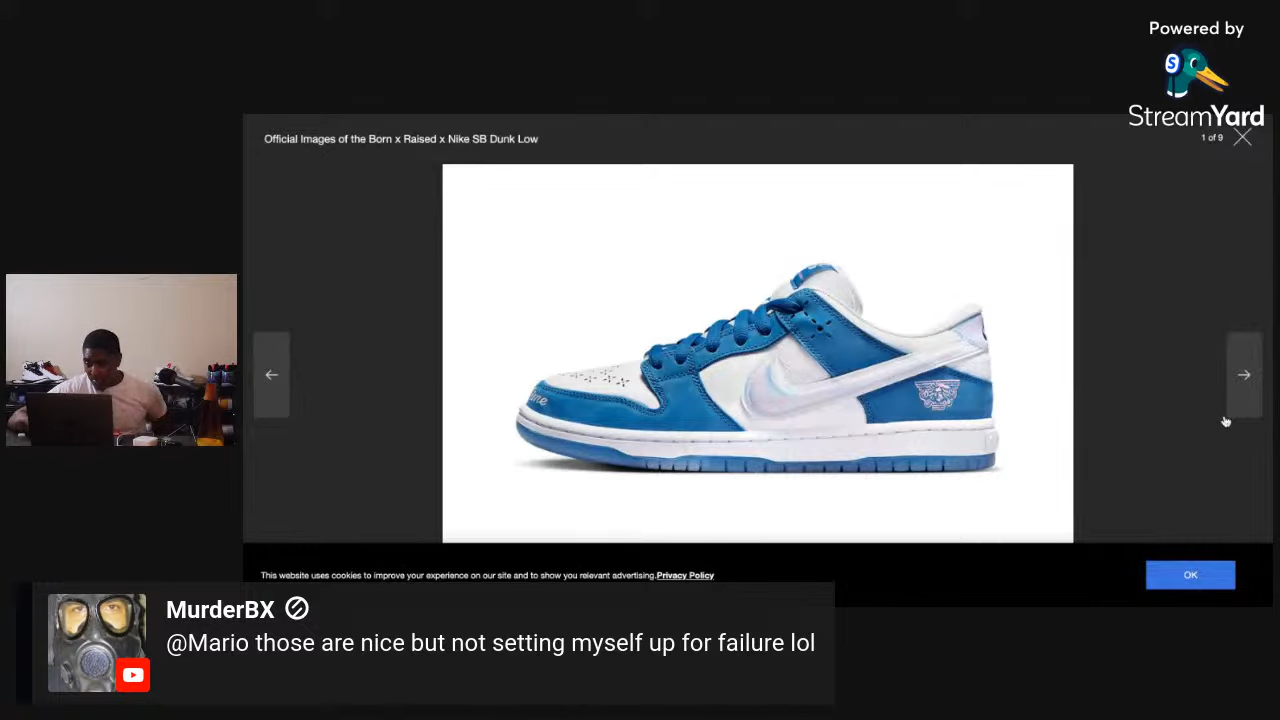 Powered by
S
StreamYard
Official Images of the Born x Raised x Nike SB Dunk Low
1 of 9
This website uses cookies to improve your experience on our site and to show you relevant advertising.Privacy Policy
OK
MurderBX
@Mario those are nice but not setting myself up for failure lol